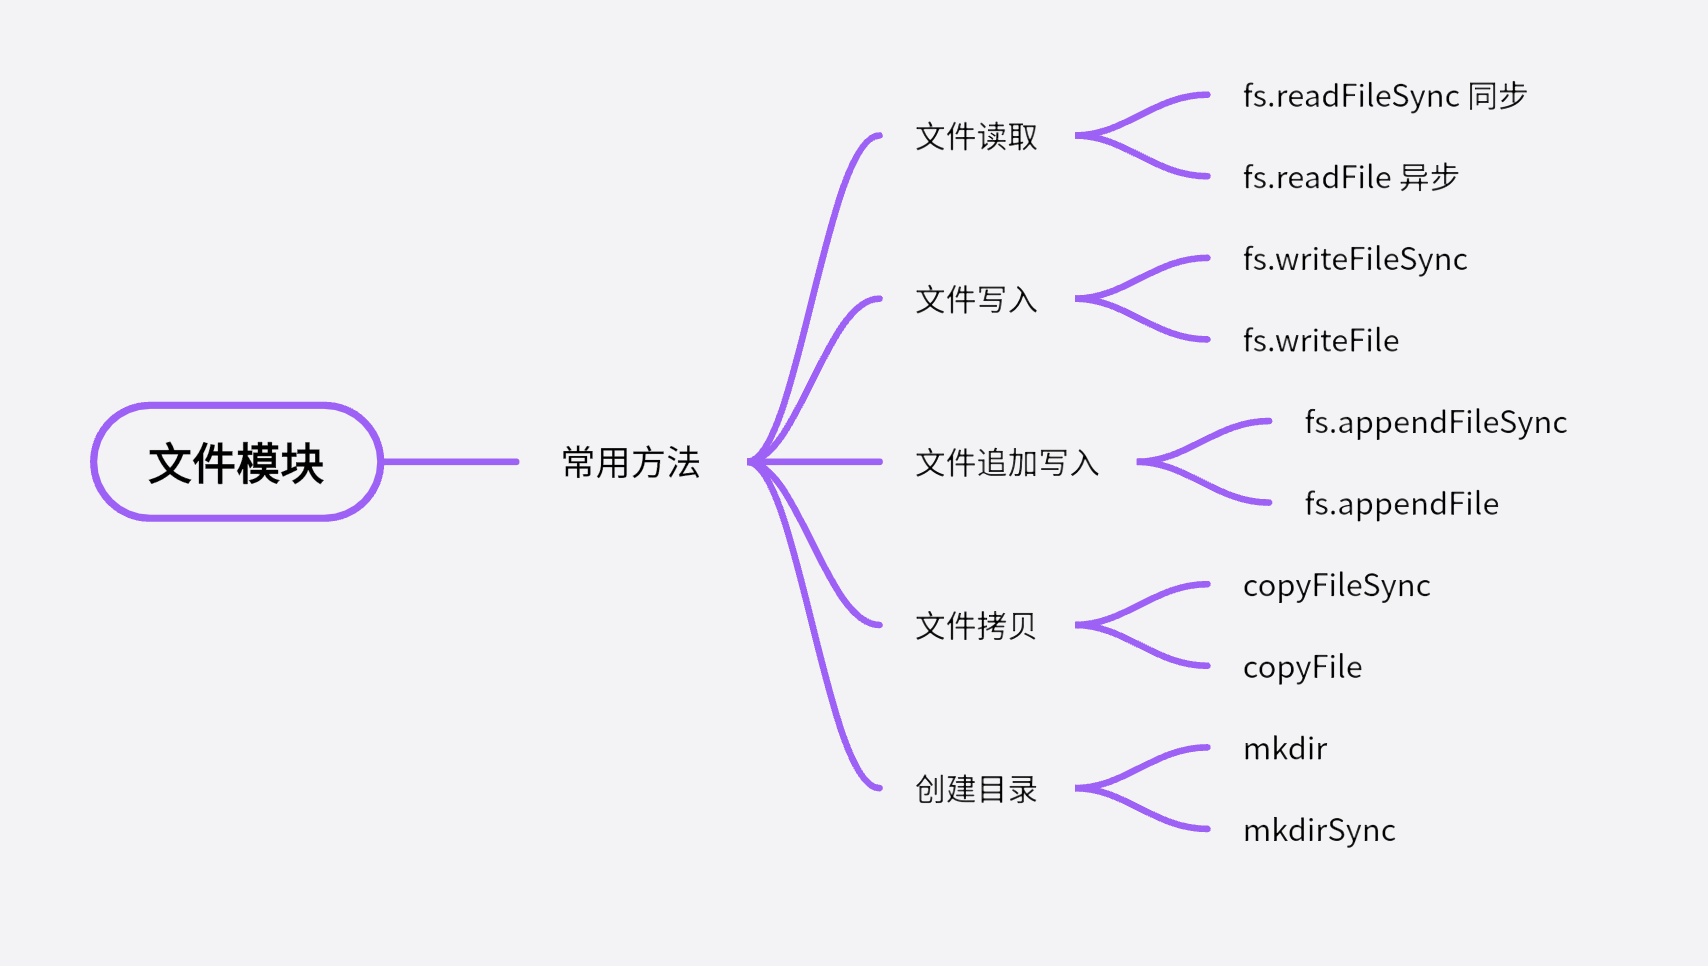 文件模块
常用方法
文件读取
fs.readFileSync 同步
fs.readFile 异步
文件写入
fs.writeFileSync
fs.writeFile
文件追加写入
fs.appendFileSync
fs.appendFile
文件拷贝
copyFileSync
copyFile
创建目录
mkdir
mkdirSync